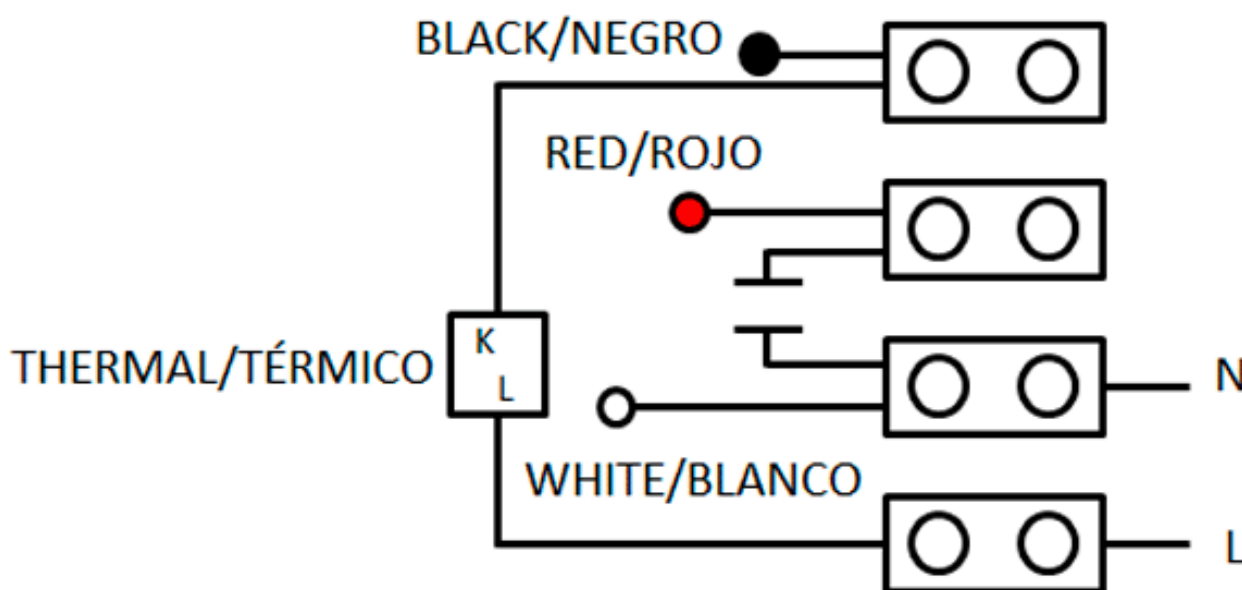 BLACK/NEGRO
RED/ROJO
K
THERMAL/TÉRMICO
L
N
WHITE/BLANCO
L